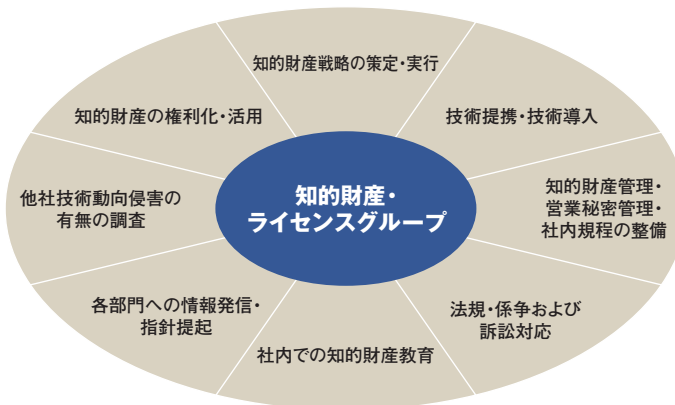 知的財産戦略の策定・実行
知的財産の権利化・活用
技術提携・技術導入
他社技術動向侵害の
有無の調査
知的財産・
ライセンスグループ
知的財産管理・
営業秘密管理・
社内規程の整備
各部門への情報発信・
指針提起
法規・係争および
訴訟対応
社内での知的財産教育